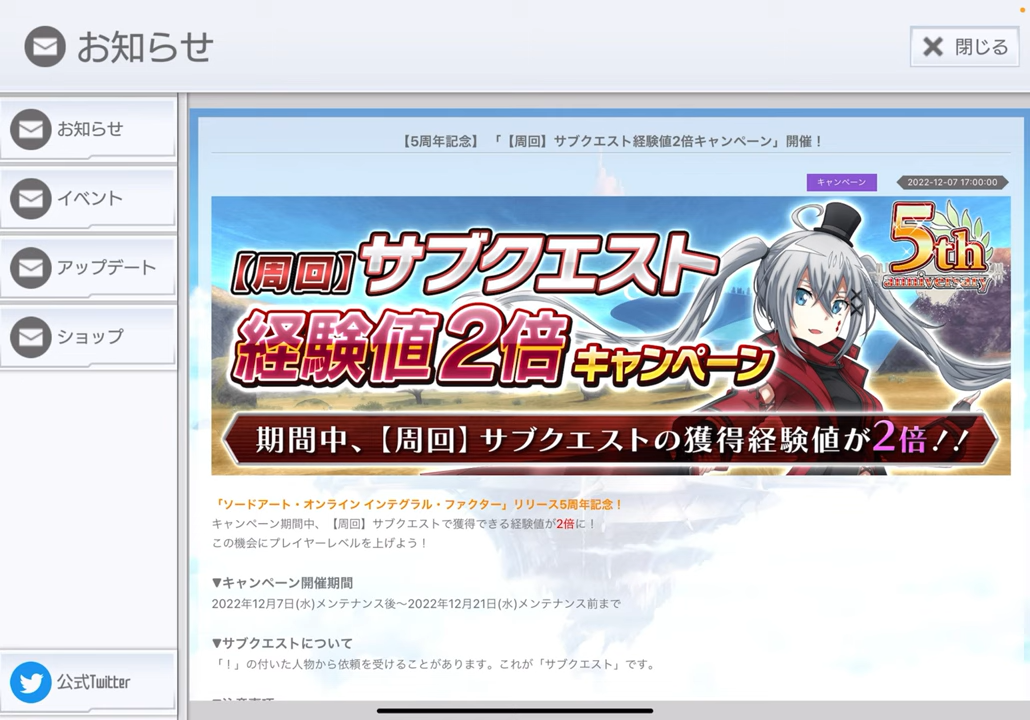 お知らせ
閉じる
お知らせ
イベント
アップデート
ショップ
公式Twitter
【5周年記念】「【周回】サブクエスト経験値2倍キャンペーン」開催！
キャンペーン
2022-12-07 17:00:00
【周回】サブクエスト
経験値2倍キャンペーン
5th
anniversary
期間中、【周回】サブクエストの獲得経験値が2倍!!
「ソードアート・オンライン インテグラル・ファクター」リリース5周年記念！
キャンペーン期間中、【周回】サブクエストで獲得できる経験値が2倍に！
この機会にプレイヤーレベルを上げよう！
▼キャンペーン開催期間
2022年12月7日(水)メンテナンス後〜2022年12月21日(水)メンテナンス前まで
▼サブクエストについて
「！」の付いた人物から依頼を受けることがあります。これが「サブクエスト」です。